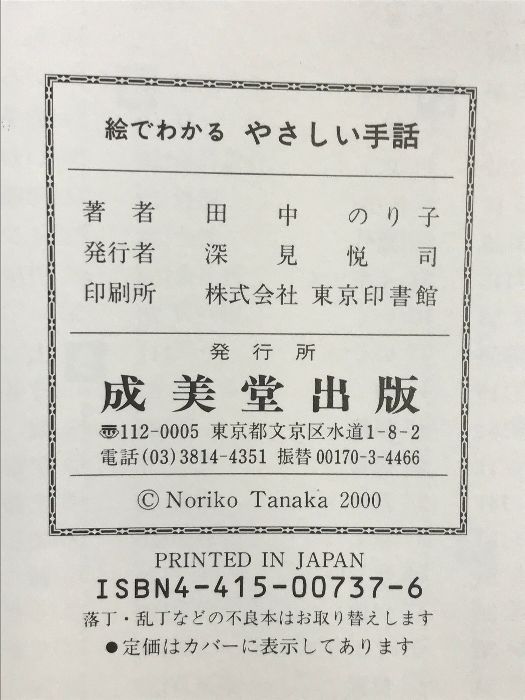 絵でわかる やさしい手話
著者 田中 のり子
発行者 深見 悦司
印刷所 株式会社 東京印書館
発行所
成美堂出版
〠112-0005 東京都文京区水道1-8-2
電話(03)3814-4351 振替00170-3-4466
© Noriko Tanaka 2000
PRINTED IN JAPAN
ISBN4-415-00737-6
落丁・乱丁などの不良本はお取り替えします
●定価はカバーに表示してあります